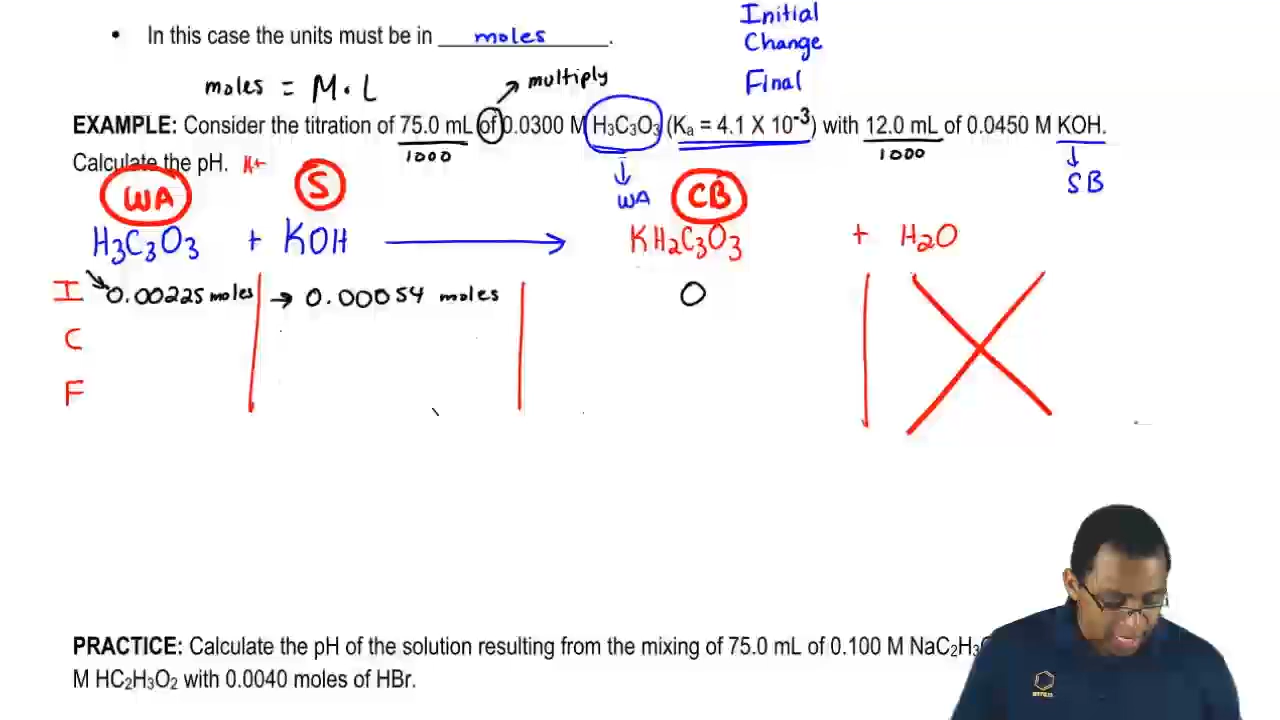 • In this case the units must be in moles.
Initial
Change
Final
moles = M · L
multiply
EXAMPLE: Consider the titration of 75.0 mL of 0.0300 M H₃C₃O₃ (Kₐ = 4.1 X 10⁻³) with 12.0 mL of 0.0450 M KOH.
1000 1000
Calculate the pH. H+
WA S WA CB SB
H₃C₃O₃ + KOH → KH₂C₃O₃ + H₂O
I 0.00225 moles → 0.00054 moles 0
C
F
PRACTICE: Calculate the pH of the solution resulting from the mixing of 75.0 mL of 0.100 M
M HC₂H₃O₂ with 0.0040 moles of HBr.